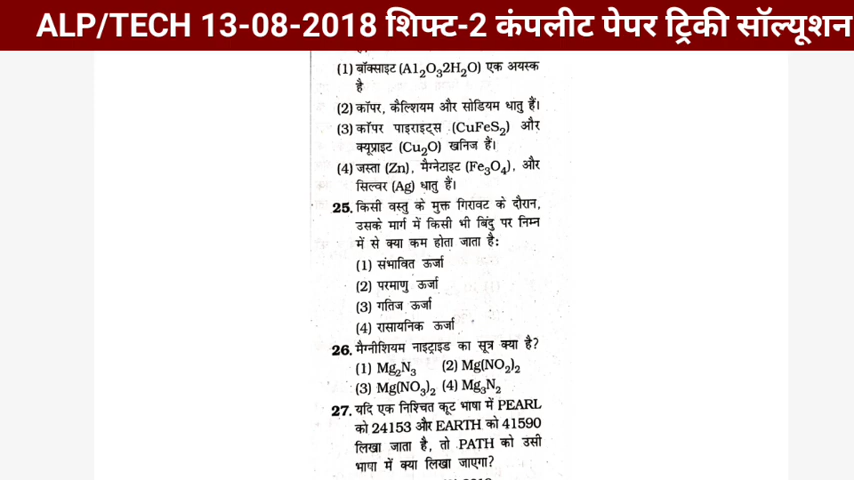 ALP/TECH 13-08-2018 शिफ्ट-2 कंपलीट पेपर ट्रिकी सॉल्यूशन
(1) बॉक्साइट (A1₂O₃2H₂O) एक अयस्क
है
(2) कॉपर, कैल्शियम और सोडियम धातु हैं।
(3) कॉपर पाइराइट्स (CuFeS₂) और
क्यूप्राइट (Cu₂O) खनिज हैं।
(4) जस्ता (Zn), मैग्नेटाइट (Fe₃O₄), और
सिल्वर (Ag) धातु हैं।
25. किसी वस्तु के मुक्त गिरावट के दौरान,
उसके मार्ग में किसी भी बिंदु पर निम्न
में से क्या कम होता जाता है:
(1) संभावित ऊर्जा
(2) परमाणु ऊर्जा
(3) गतिज ऊर्जा
(4) रासायनिक ऊर्जा
26. मैग्नीशियम नाइट्राइड का सूत्र क्या है?
(1) Mg₂N₃ (2) Mg(NO₂)₂
(3) Mg(NO₃)₂ (4) Mg₃N₂
27. यदि एक निश्चित कूट भाषा में PEARL
को 24153 और EARTH को 41590
लिखा जाता है, तो PATH को उसी
भाषा में क्या लिखा जाएगा?